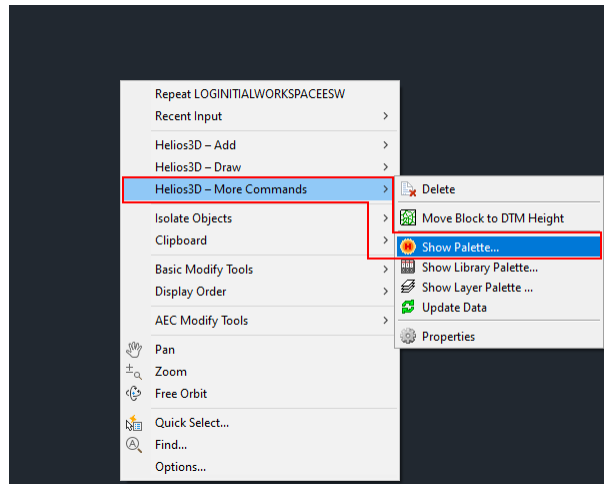 Repeat LOGINITIALWORKSPACEESW
Recent Input
Helios3D – Add
Helios3D – Draw
Helios3D – More Commands
Isolate Objects
Clipboard
Basic Modify Tools
Display Order
AEC Modify Tools
Pan
Zoom
Free Orbit
Quick Select...
Find...
Options...
Delete
Move Block to DTM Height
H
Show Palette...
Show Library Palette...
Show Layer Palette ...
Update Data
Properties